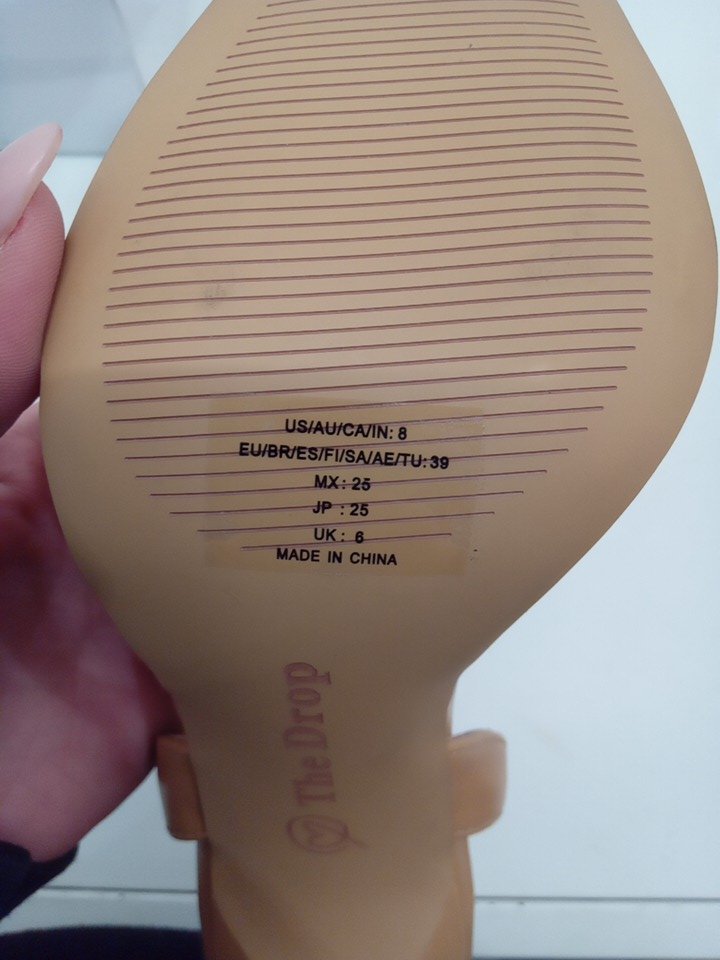 US/AU/CA/IN: 8
EU/BR/ES/FI/SA/AE/TU: 39
MX: 25
JP : 25
UK: 6
MADE IN CHINA
The Drop